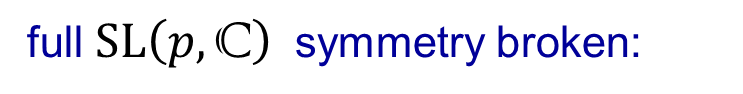 full SL(p, ℂ) symmetry broken: